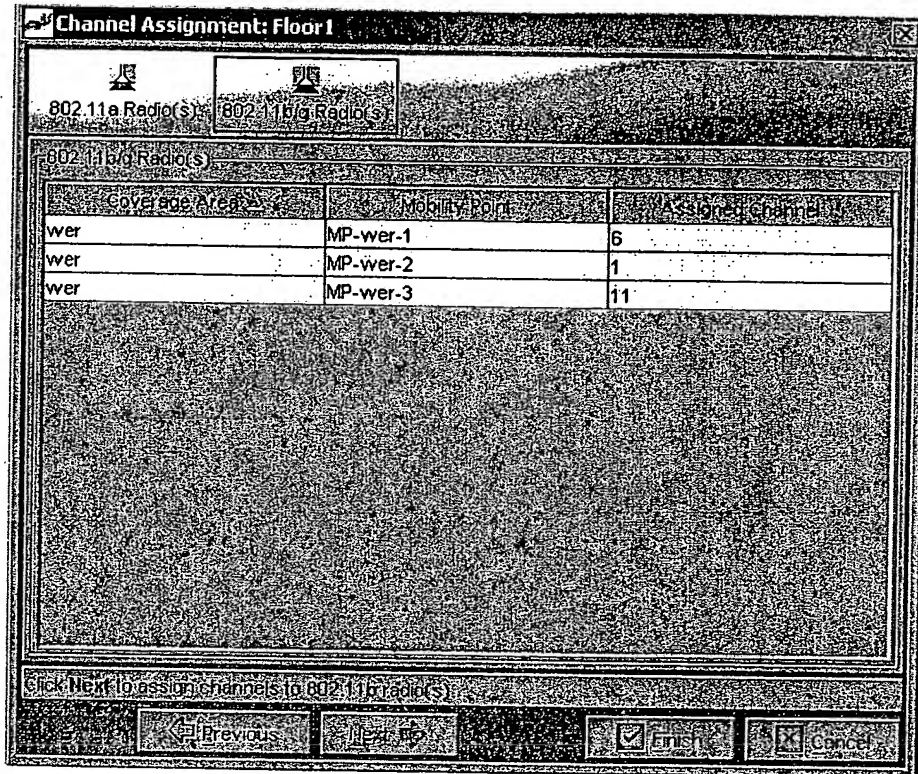 Channel Assignment: Floor1
802.11a Radio(s) 802.11b/g Radio(s)
802.11b/g Radio(s)
Coverage Area Mobility Point Assigned Channel
wer MP-wer-1 6
wer MP-wer-2 1
wer MP-wer-3 11
Click Next to assign channels to 802.11b radio(s)
Previous Next Finish Cancel